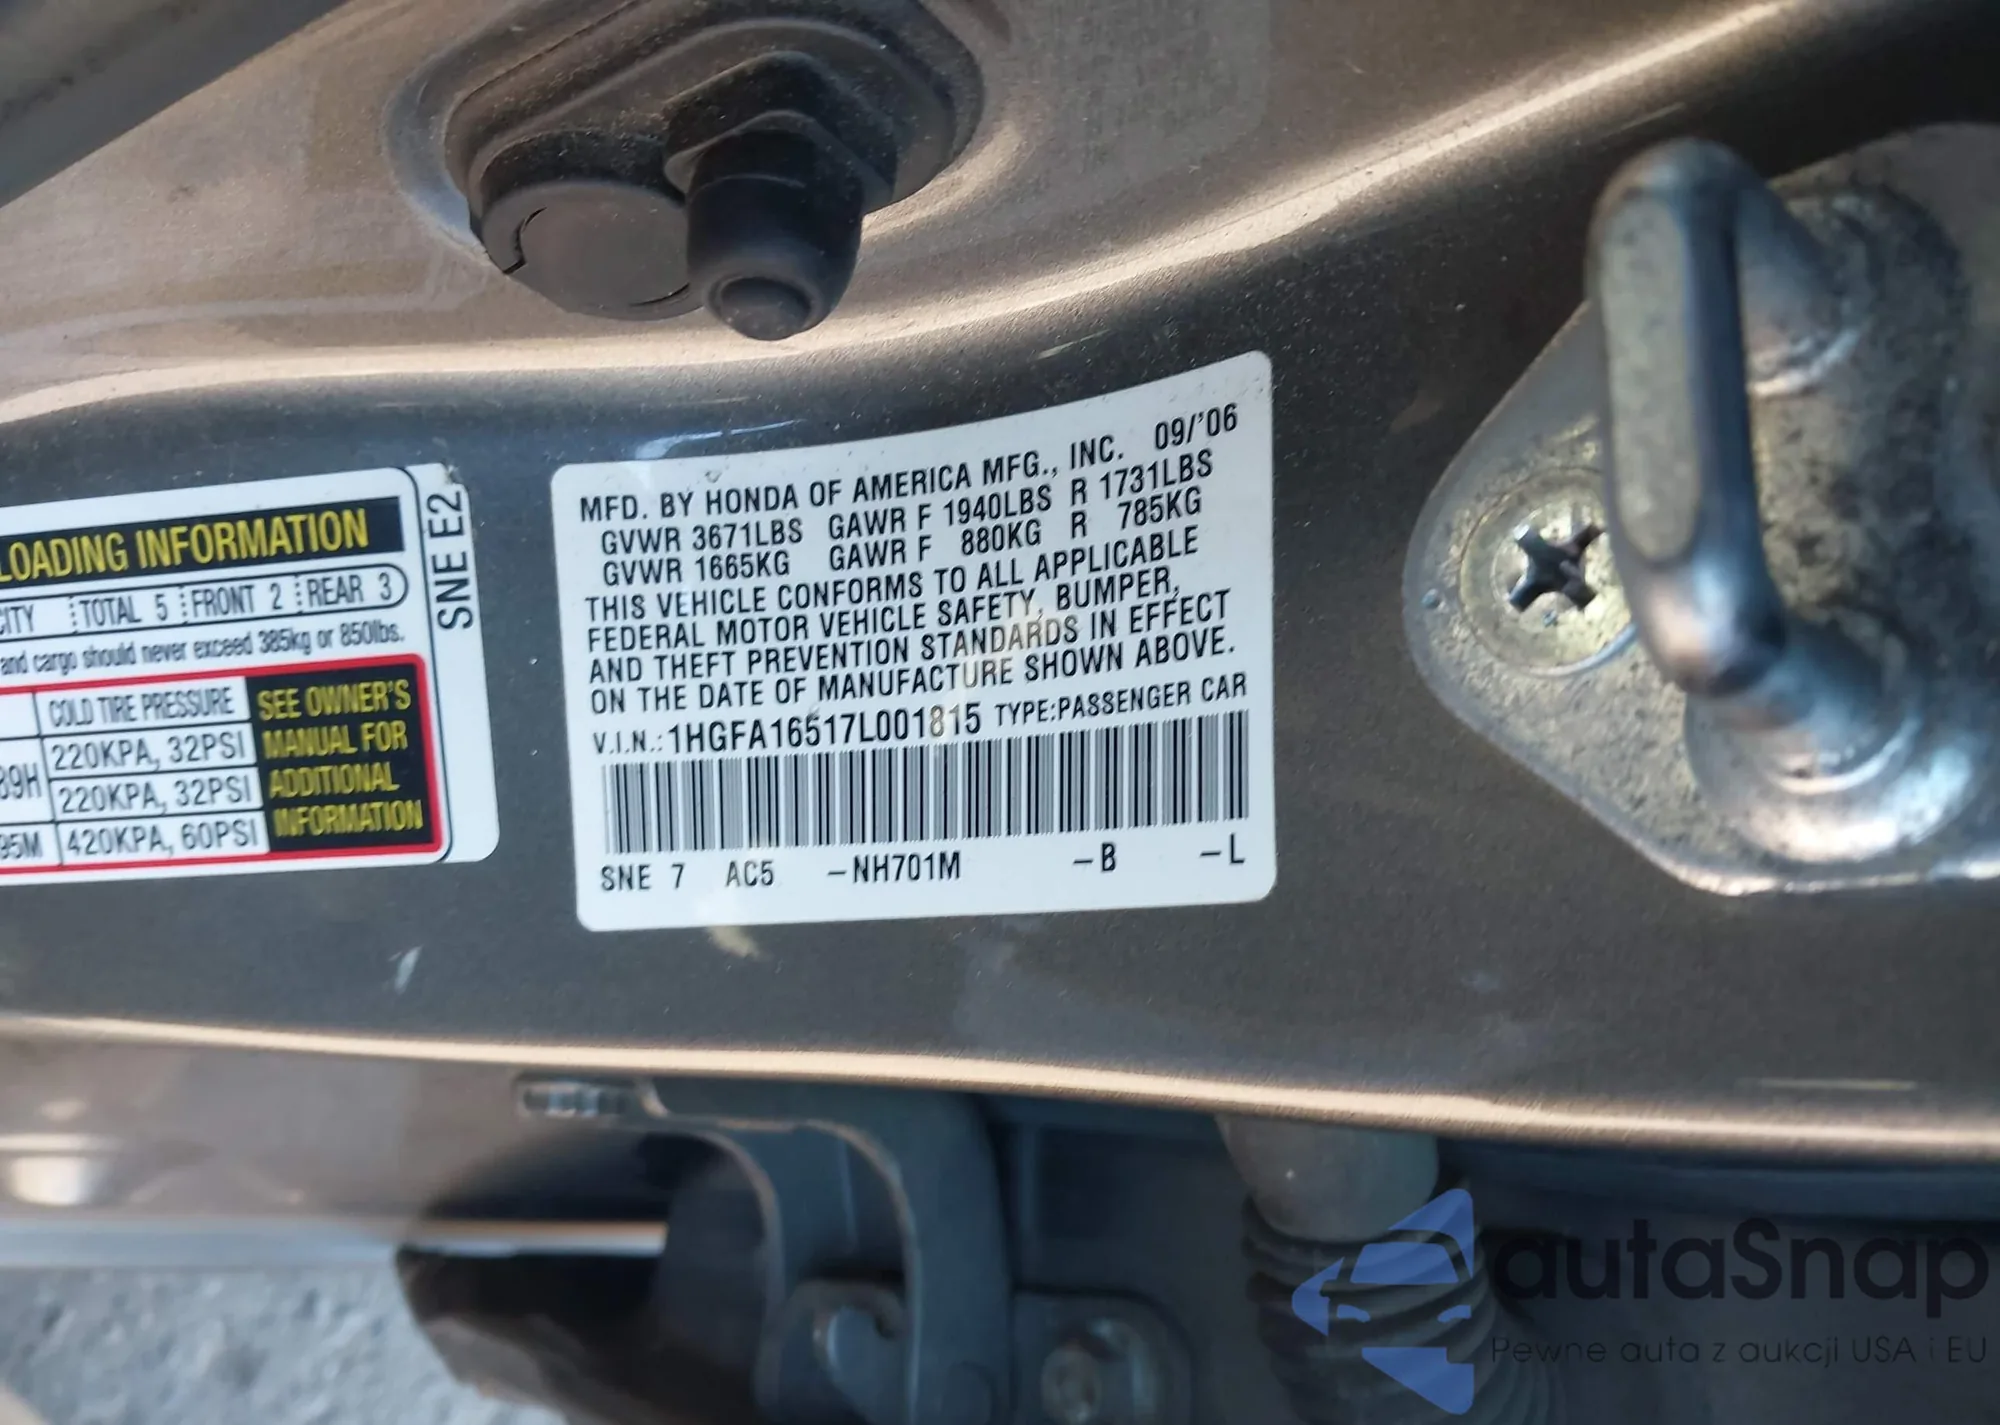 LOADING INFORMATION
CITY TOTAL 5 FRONT 2 REAR 3
and cargo should never exceed 385kg or 850lbs.
COLD TIRE PRESSURE
89H 220KPA, 32PSI
220KPA, 32PSI
95M 420KPA, 60PSI
SEE OWNER'S
MANUAL FOR
ADDITIONAL
INFORMATION
SNE E2
MFD. BY HONDA OF AMERICA MFG., INC. 09/'06
GVWR 3671LBS GAWR F 1940LBS R 1731LBS
GVWR 1665KG GAWR F 880KG R 785KG
THIS VEHICLE CONFORMS TO ALL APPLICABLE
FEDERAL MOTOR VEHICLE SAFETY, BUMPER,
AND THEFT PREVENTION STANDARDS IN EFFECT
ON THE DATE OF MANUFACTURE SHOWN ABOVE.
V.I.N.: 1HGFA16517L001815 TYPE:PASSENGER CAR
SNE 7 AC5 –NH701M –B –L
autaSnap
Pewne auta z aukcji USA i EU